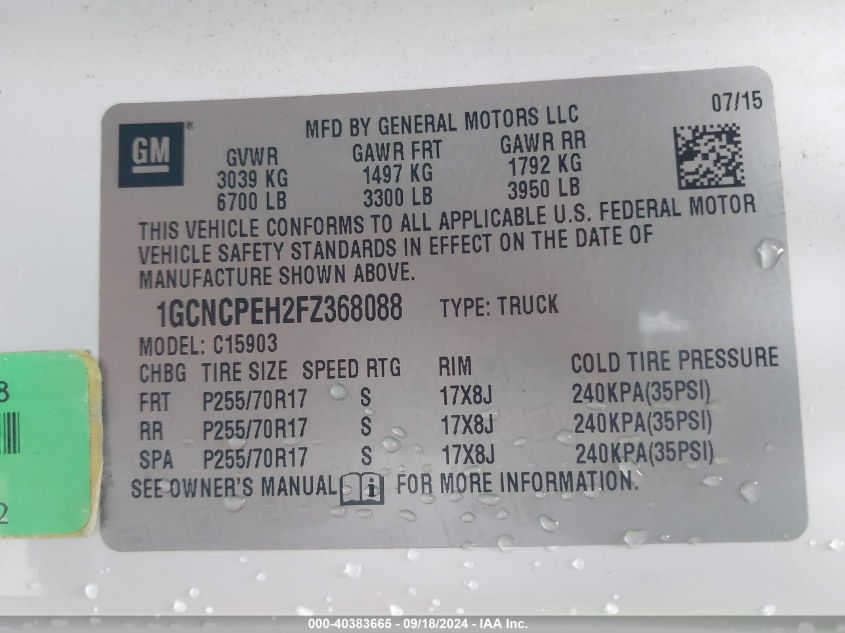 07/15
MFD BY GENERAL MOTORS LLC
GM®
GVWR GAWR FRT GAWR RR
3039 KG 1497 KG 1792 KG
6700 LB 3300 LB 3950 LB
THIS VEHICLE CONFORMS TO ALL APPLICABLE U.S. FEDERAL MOTOR
VEHICLE SAFETY STANDARDS IN EFFECT ON THE DATE OF
MANUFACTURE SHOWN ABOVE.
1GCNCPEH2FZ368088 TYPE: TRUCK
MODEL: C15903
CHBG TIRE SIZE SPEED RTG RIM COLD TIRE PRESSURE
FRT P255/70R17 S 17X8J 240KPA(35PSI)
RR P255/70R17 S 17X8J 240KPA(35PSI)
SPA P255/70R17 S 17X8J 240KPA(35PSI)
SEE OWNER'S MANUAL i FOR MORE INFORMATION.
8
2
000-40383665 - 09/18/2024 - IAA Inc.